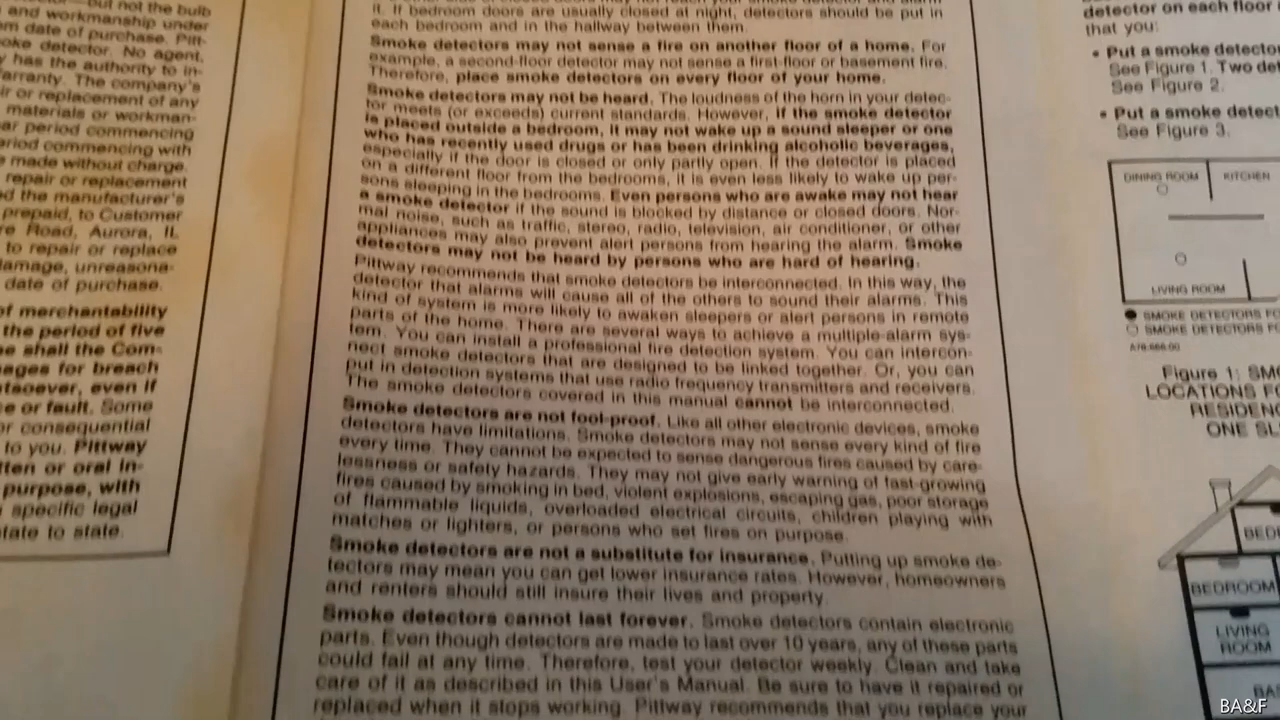 ector—but not the bulb
and workmanship under
m date of purchase. Pitt-
oke detector. No agent,
y has the authority to in-
arranty. The company's
ir or replacement of any
materials or workman-
ar period commencing
eriod commencing with
e made without charge.
repair or replacement
ed the manufacturer's
prepaid, to Customer
re Road, Aurora, IL
to repair or replace
damage, unreasona-
date of purchase.
of merchantability
the period of five
se shall the Com-
ages for breach
atsoever, even if
ce or fault. Some
or consequential
to you. Pittway
tten or oral in-
purpose, with
specific legal
state to state.
it. If bedroom doors are usually closed at night, detectors should be put in
each bedroom and in the hallway between them.
Smoke detectors may not sense a fire on another floor of a home. For
example, a second-floor detector may not sense a first-floor or basement fire.
Therefore, place smoke detectors on every floor of your home.
Smoke detectors may not be heard. The loudness of the horn in your detec-
tor meets (or exceeds) current standards. However, if the smoke detector
is placed outside a bedroom, it may not wake up a sound sleeper or one
who has recently used drugs or has been drinking alcoholic beverages,
especially if the door is closed or only partly open. If the detector is placed
on a different floor from the bedrooms, it is even less likely to wake up per-
sons sleeping in the bedrooms. Even persons who are awake may not hear
a smoke detector if the sound is blocked by distance or closed doors. Nor-
mal noise, such as traffic, stereo, radio, television, air conditioner, or other
appliances may also prevent alert persons from hearing the alarm. Smoke
detectors may not be heard by persons who are hard of hearing.
Pittway recommends that smoke detectors be interconnected. In this way, the
detector that alarms will cause all of the others to sound their alarms. This
kind of system is more likely to awaken sleepers or alert persons in remote
parts of the home. There are several ways to achieve a multiple-alarm sys-
tem. You can install a professional fire detection system. You can intercon-
nect smoke detectors that are designed to be linked together. Or, you can
put in detection systems that use radio frequency transmitters and receivers.
The smoke detectors covered in this manual cannot be interconnected.
Smoke detectors are not fool-proof. Like all other electronic devices, smoke
detectors have limitations. Smoke detectors may not sense every kind of fire
every time. They cannot be expected to sense dangerous fires caused by care-
lessness or safety hazards. They may not give early warning of fast-growing
fires caused by smoking in bed, violent explosions, escaping gas, poor storage
of flammable liquids, overloaded electrical circuits, children playing with
matches or lighters, or persons who set fires on purpose.
Smoke detectors are not a substitute for insurance. Putting up smoke de-
tectors may mean you can get lower insurance rates. However, homeowners
and renters should still insure their lives and property.
Smoke detectors cannot last forever. Smoke detectors contain electronic
parts. Even though detectors are made to last over 10 years, any of these parts
could fail at any time. Therefore, test your detector weekly. Clean and take
care of it as described in this User's Manual. Be sure to have it repaired or
replaced when it stops working. Pittway recommends that you replace your
detector on each floor
that you:
• Put a smoke detecto
See Figure 1. Two det
See Figure 2.
• Put a smoke detect
See Figure 3.
DINING ROOM
KITCHEN
LIVING ROOM
SMOKE DETECTORS FO
SMOKE DETECTORS FO
Figure 1: SMO
LOCATIONS FO
RESIDENC
ONE SL
BED
BEDROOM
LIVING
ROOM
BAS
BA&F